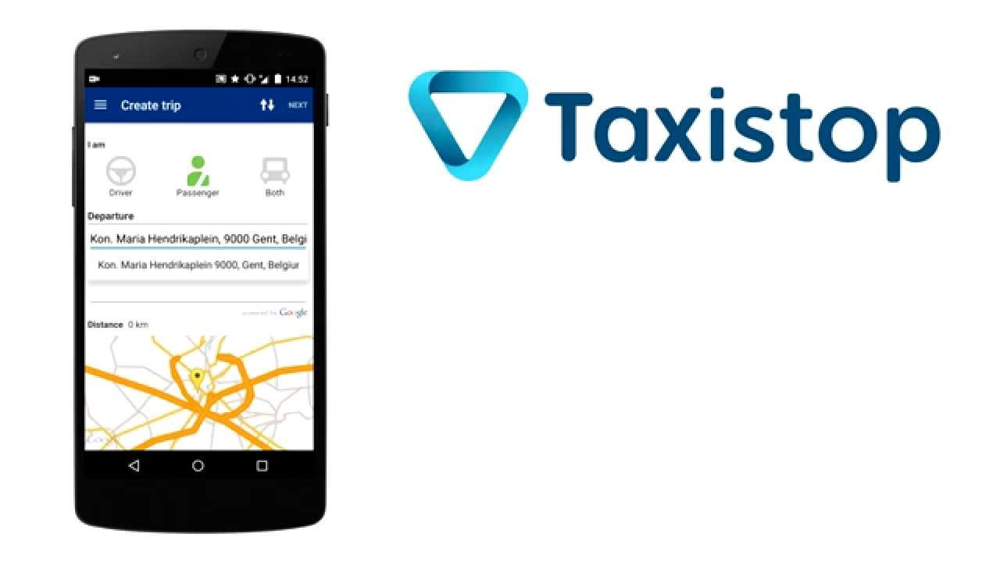 14:52
Create trip
NEXT
I am
Driver Passenger Both
Departure
Kon. Maria Hendrikaplein, 9000 Gent, Belgi
Kon. Maria Hendrikaplein 9000, Gent, Belgiur
powered by Google
Distance 0 km
Google
Taxistop